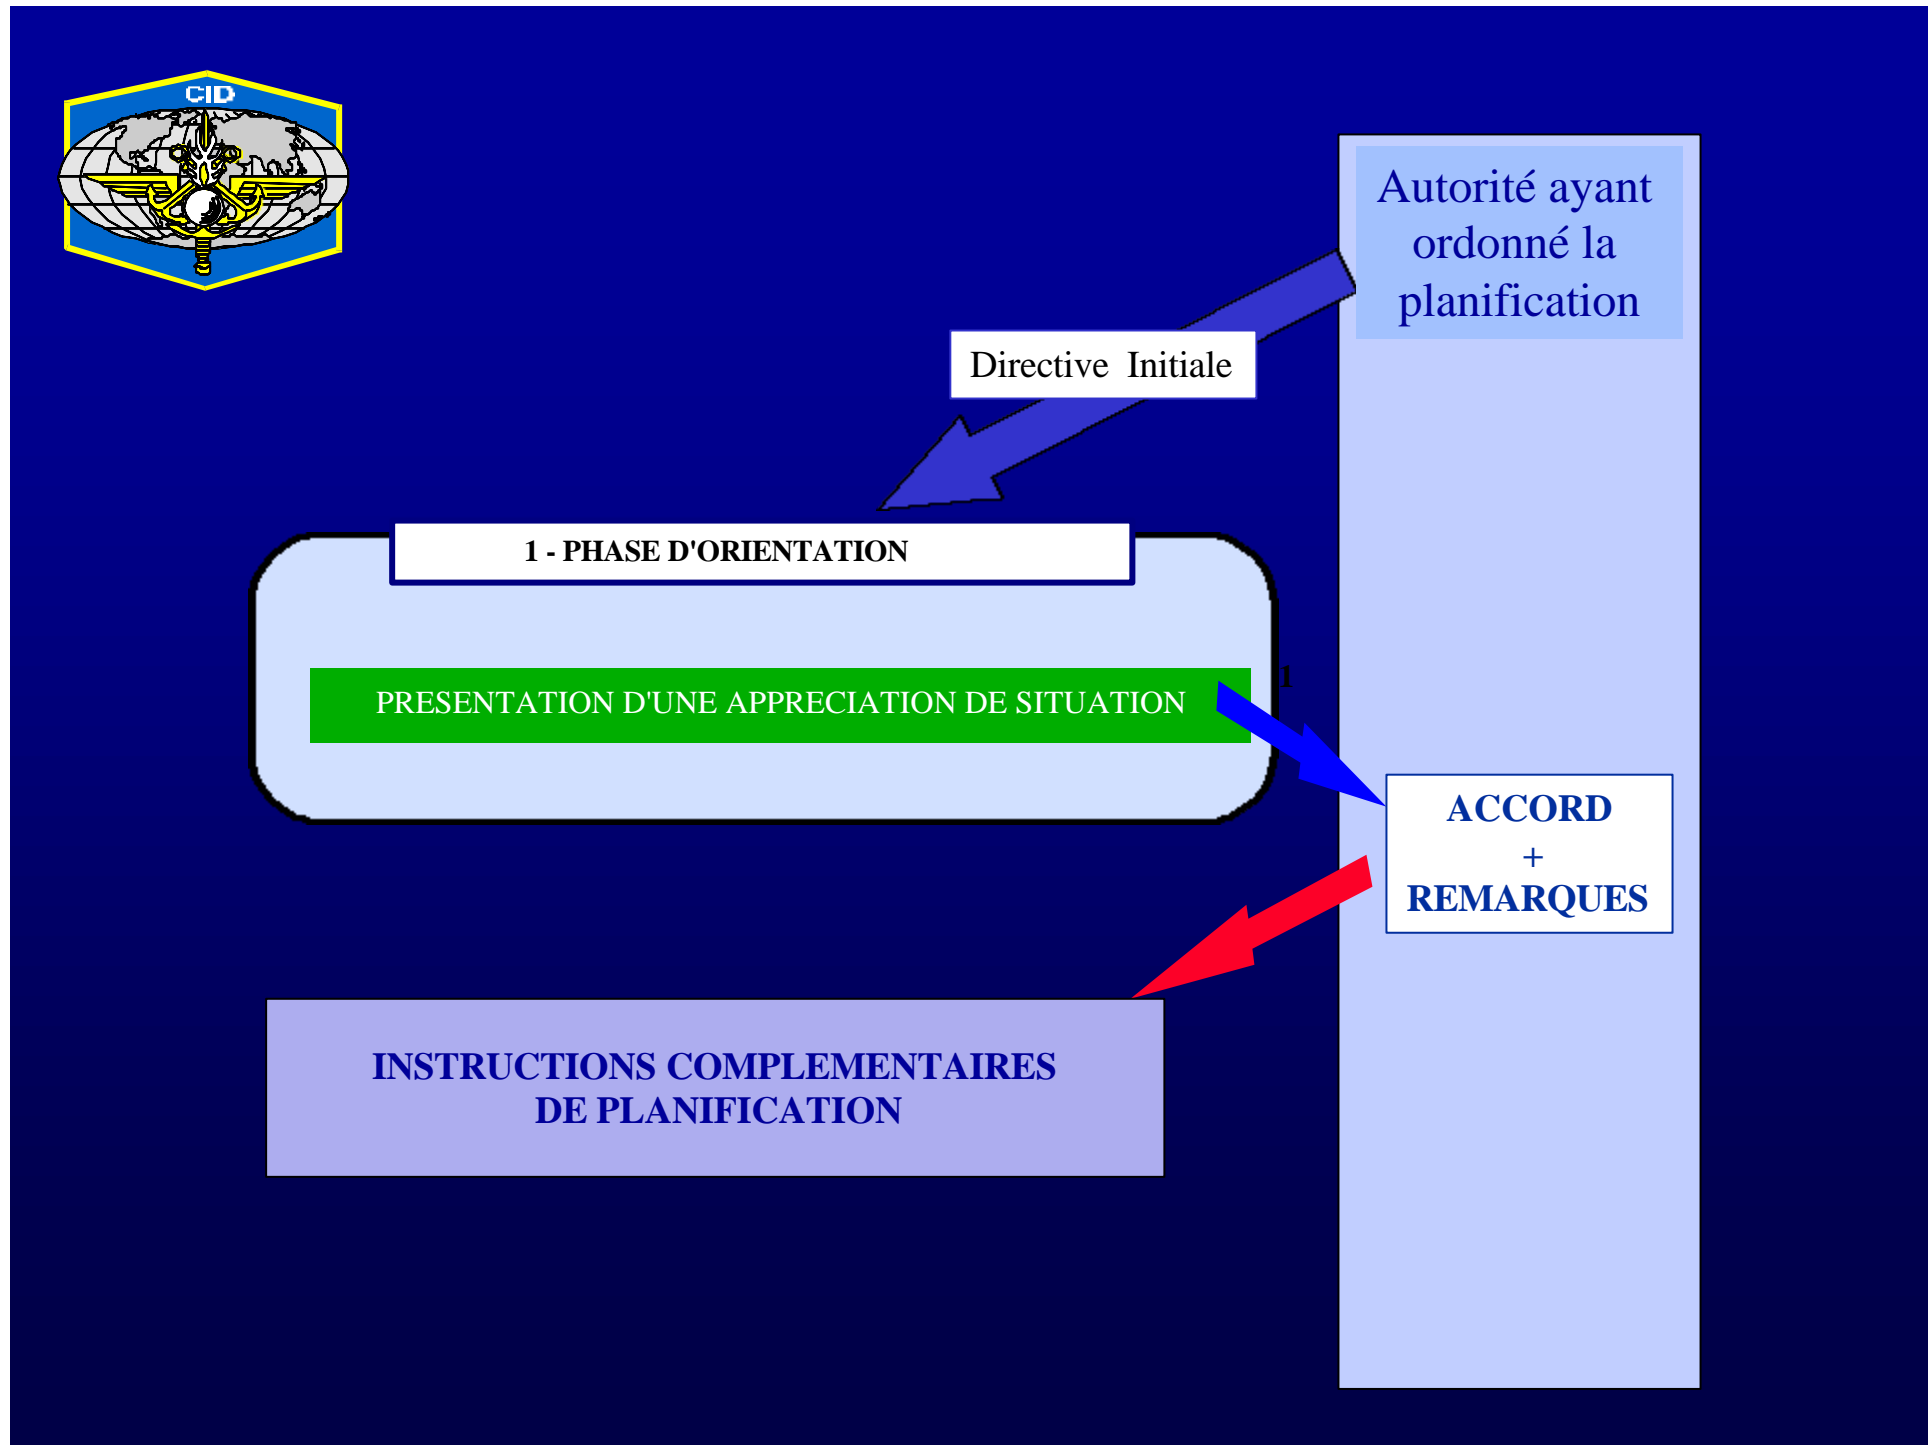 CID
Autorité ayant
ordonné la
planification
Directive Initiale
1 - PHASE D'ORIENTATION
1
PRESENTATION D'UNE APPRECIATION DE SITUATION
ACCORD
+
REMARQUES
INSTRUCTIONS COMPLEMENTAIRES
DE PLANIFICATION